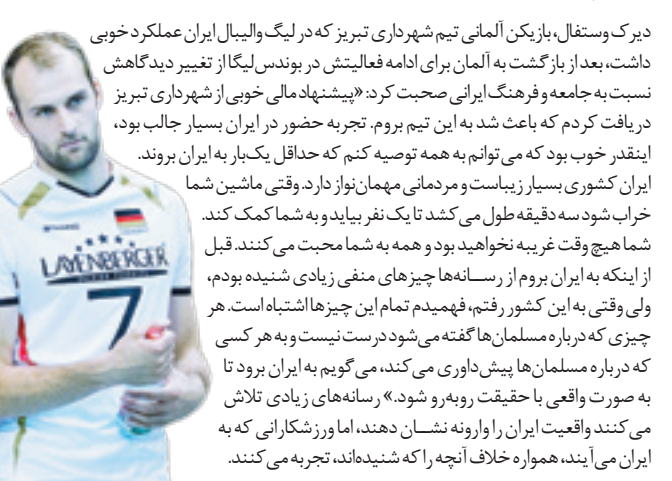 دیرک وستفال، بازیکن آلمانی تیم شهرداری تبریز که در لیگ والیبال ایران عملکرد خوبی
داشت، بعد از بازگشت به آلمان برای ادامه فعالیتش در بوندس‌لیگا از تغییر دیدگاهش
نسبت به جامعه و فرهنگ ایرانی صحبت کرد: «پیشنهاد مالی خوبی از شهرداری تبریز
دریافت کردم که باعث شد به این تیم بروم. تجربه حضور در ایران بسیار جالب بود،
اینقدر خوب بود که می‌توانم به همه توصیه کنم که حداقل یک‌بار به ایران بروند.
ایران کشوری بسیار زیباست و مردمانی مهمان‌نواز دارد. وقتی ماشین شما
خراب شود سه دقیقه طول می‌کشد تا یک نفر بیاید و به شما کمک کند.
شما هیچ وقت غریبه نخواهید بود و همه به شما محبت می‌کنند. قبل
از اینکه به ایران بروم از رسانه‌ها چیزهای منفی زیادی شنیده بودم،
ولی وقتی به این کشور رفتم، فهمیدم تمام این چیزها اشتباه است. هر
چیزی که درباره مسلمان‌ها گفته می‌شود درست نیست و به هر کسی
که درباره مسلمان‌ها پیش‌داوری می‌کند، می‌گویم به ایران برود تا
به صورت واقعی با حقیقت روبه‌رو شود.» رسانه‌های زیادی تلاش
می‌کنند واقعیت ایران را وارونه نشان دهند، اما ورزشکارانی که به
ایران می‌آیند، همواره خلاف آنچه را که شنیده‌اند، تجربه می‌کنند.
LAYENBERGER
7